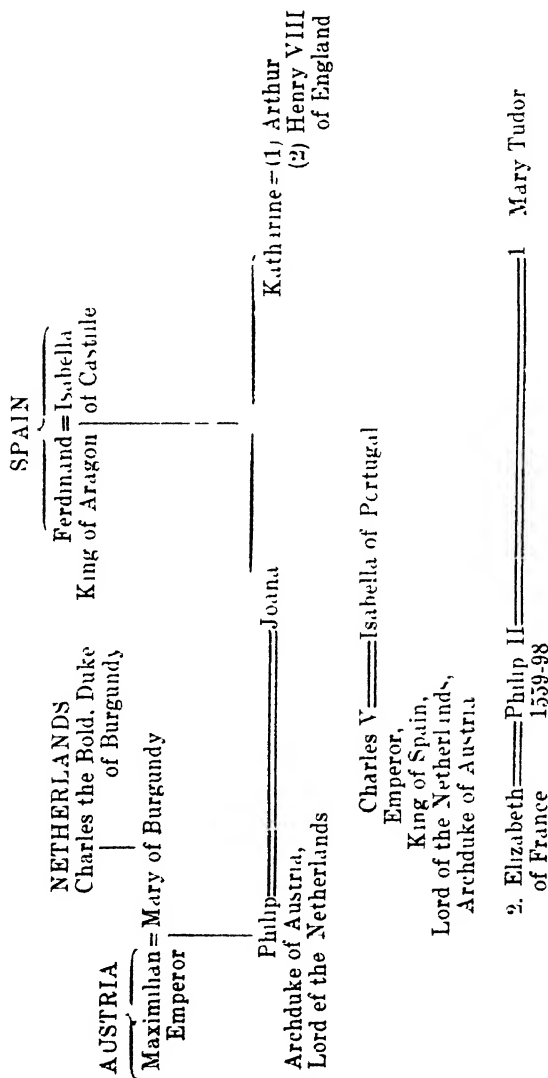 SPAIN
Ferdinand = Isabella
King of Aragon of Castile
NETHERLANDS
Charles the Bold, Duke
of Burgundy
AUSTRIA
Maximilian = Mary of Burgundy
Emperor
Philip Joana
Archduke of Austria,
Lord of the Netherlands
Katharine = (1) Arthur
(2) Henry VIII
of England
Charles V Isabella of Portugal
Emperor,
King of Spain,
Lord of the Netherlands,
Archduke of Austria
2. Elizabeth Philip II 1 Mary Tudor
of France 1559-98